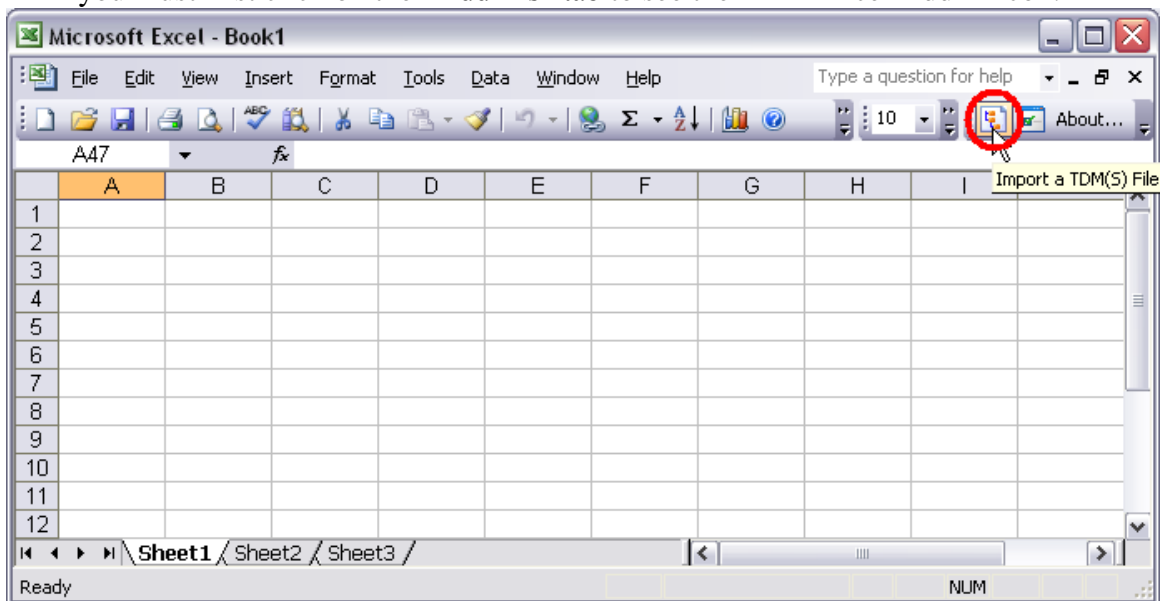 Microsoft Excel - Book1
File Edit View Insert Format Tools Data Window Help Type a question for help
ABC Σ A Z 10 About...
A47 fx
Import a TDM(S) File
A B C D E F G H I
1
2
3
4
5
6
7
8
9
10
11
12
Sheet1 Sheet2 Sheet3
Ready NUM